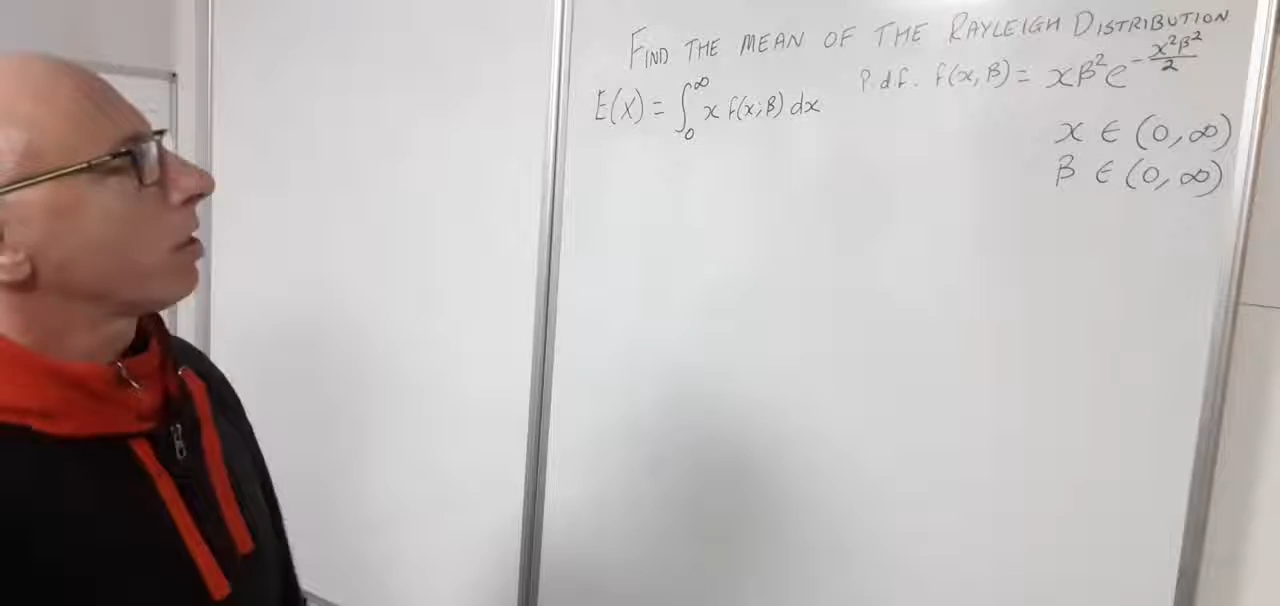 FIND THE MEAN OF THE RAYLEIGH DISTRIBUTION
P.d.f. f(x,β) = xβ²e^(-x²β²/2)
E(X) = ∫₀^∞ x f(x;β) dx
x ∈ (0,∞)
β ∈ (0,∞)